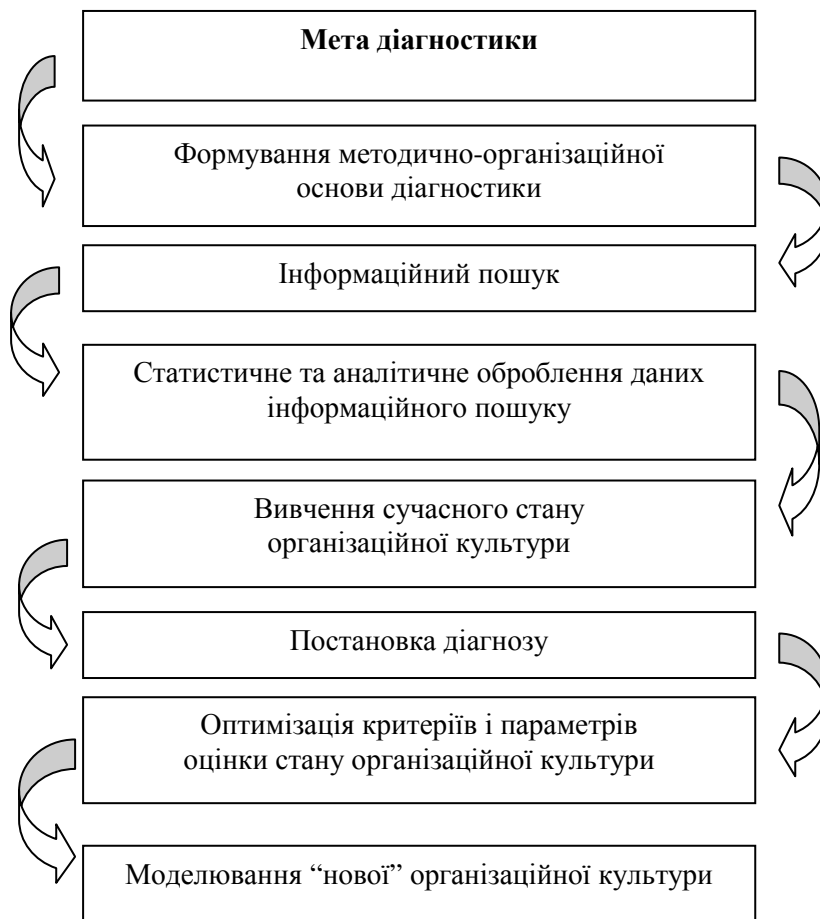 Мета діагностики
Формування методично-організаційної
основи діагностики
Інформаційний пошук
Статистичне та аналітичне оброблення даних
інформаційного пошуку
Вивчення сучасного стану
організаційної культури
Постановка діагнозу
Оптимізація критеріїв і параметрів
оцінки стану організаційної культури
Моделювання “нової” організаційної культури